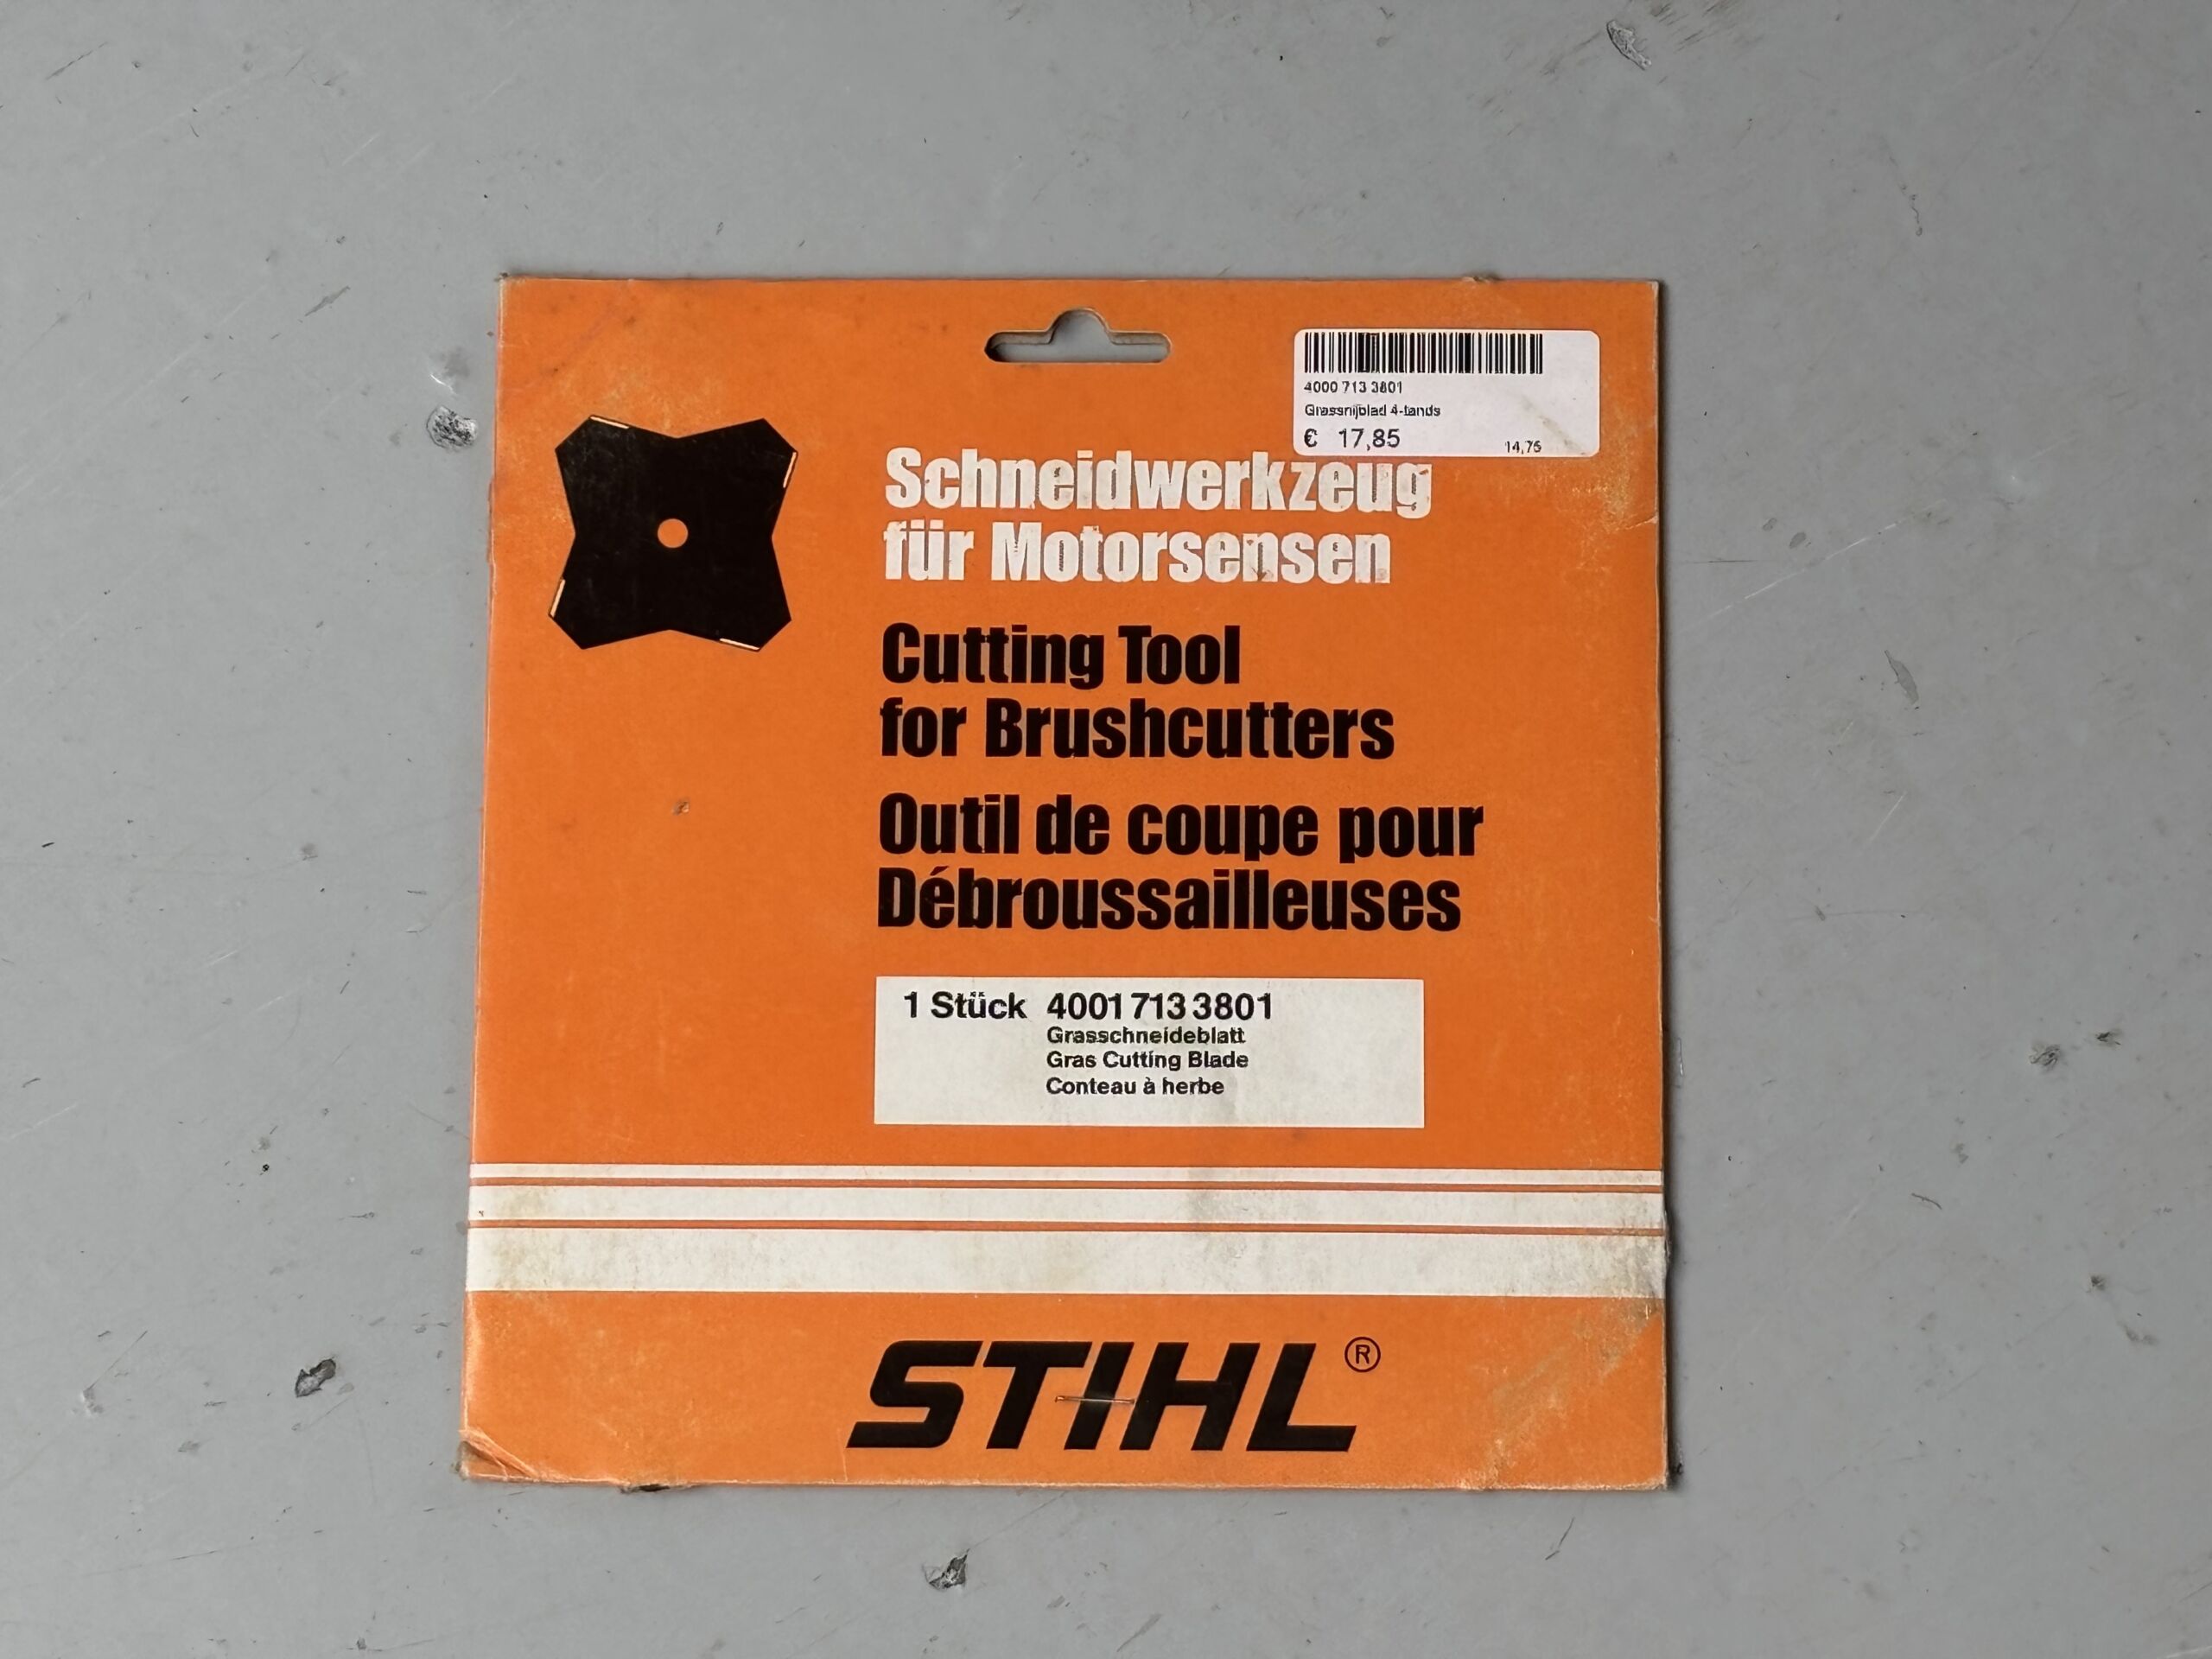 4000 713 3801
Grassnijblad 4-tands
€ 17,85 14,75
Schneidwerkzeug
für Motorsensen
Cutting Tool
for Brushcutters
Outil de coupe pour
Débroussailleuses
1 Stück 4001 713 3801
Grasschneideblatt
Gras Cutting Blade
Conteau à herbe
STIHL®